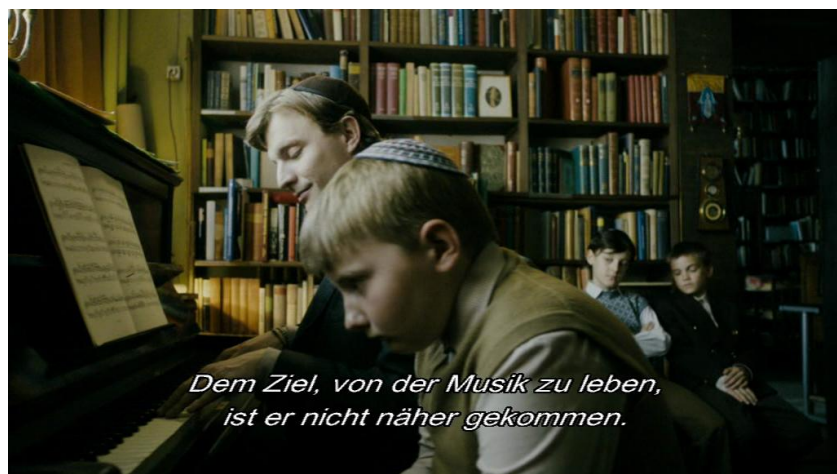 Dem Ziel, von der Musik zu leben,
ist er nicht näher gekommen.